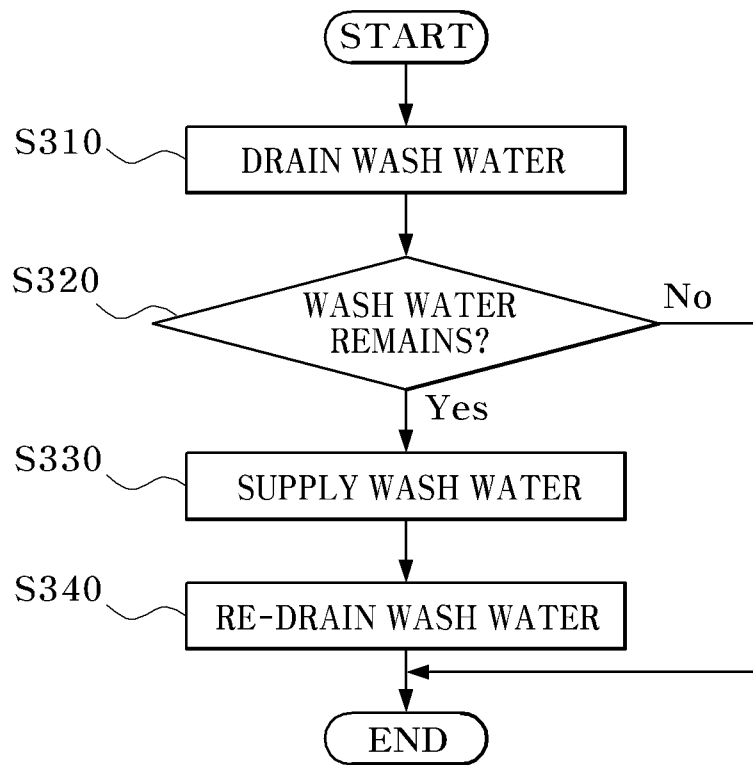 START
S310
DRAIN WASH WATER
S320
WASH WATER
REMAINS?
No
Yes
S330
SUPPLY WASH WATER
S340
RE-DRAIN WASH WATER
END